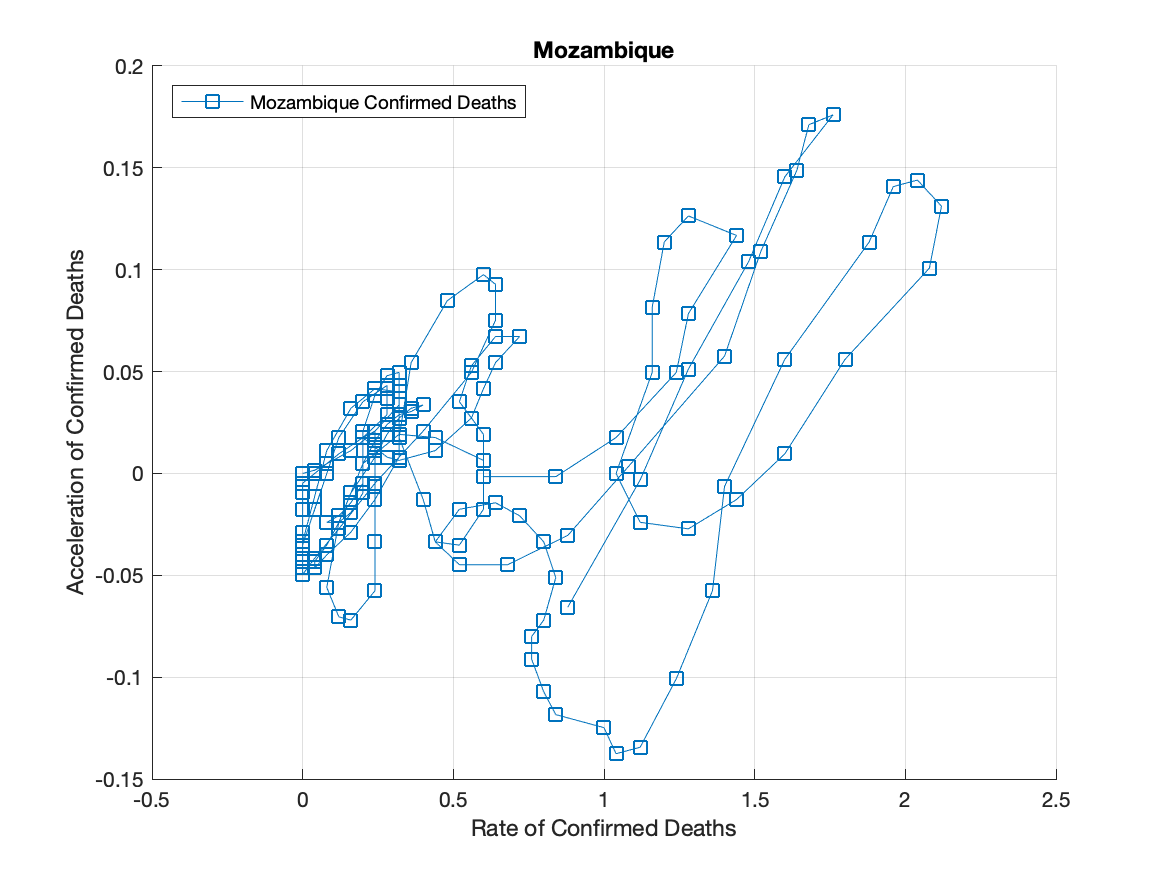 Mozambique
0.2
Mozambique Confirmed Deaths
0.15
0.1
0.05
0
-0.05
-0.1
-0.15
Acceleration of Confirmed Deaths
-0.5 0 0.5 1 1.5 2 2.5
Rate of Confirmed Deaths